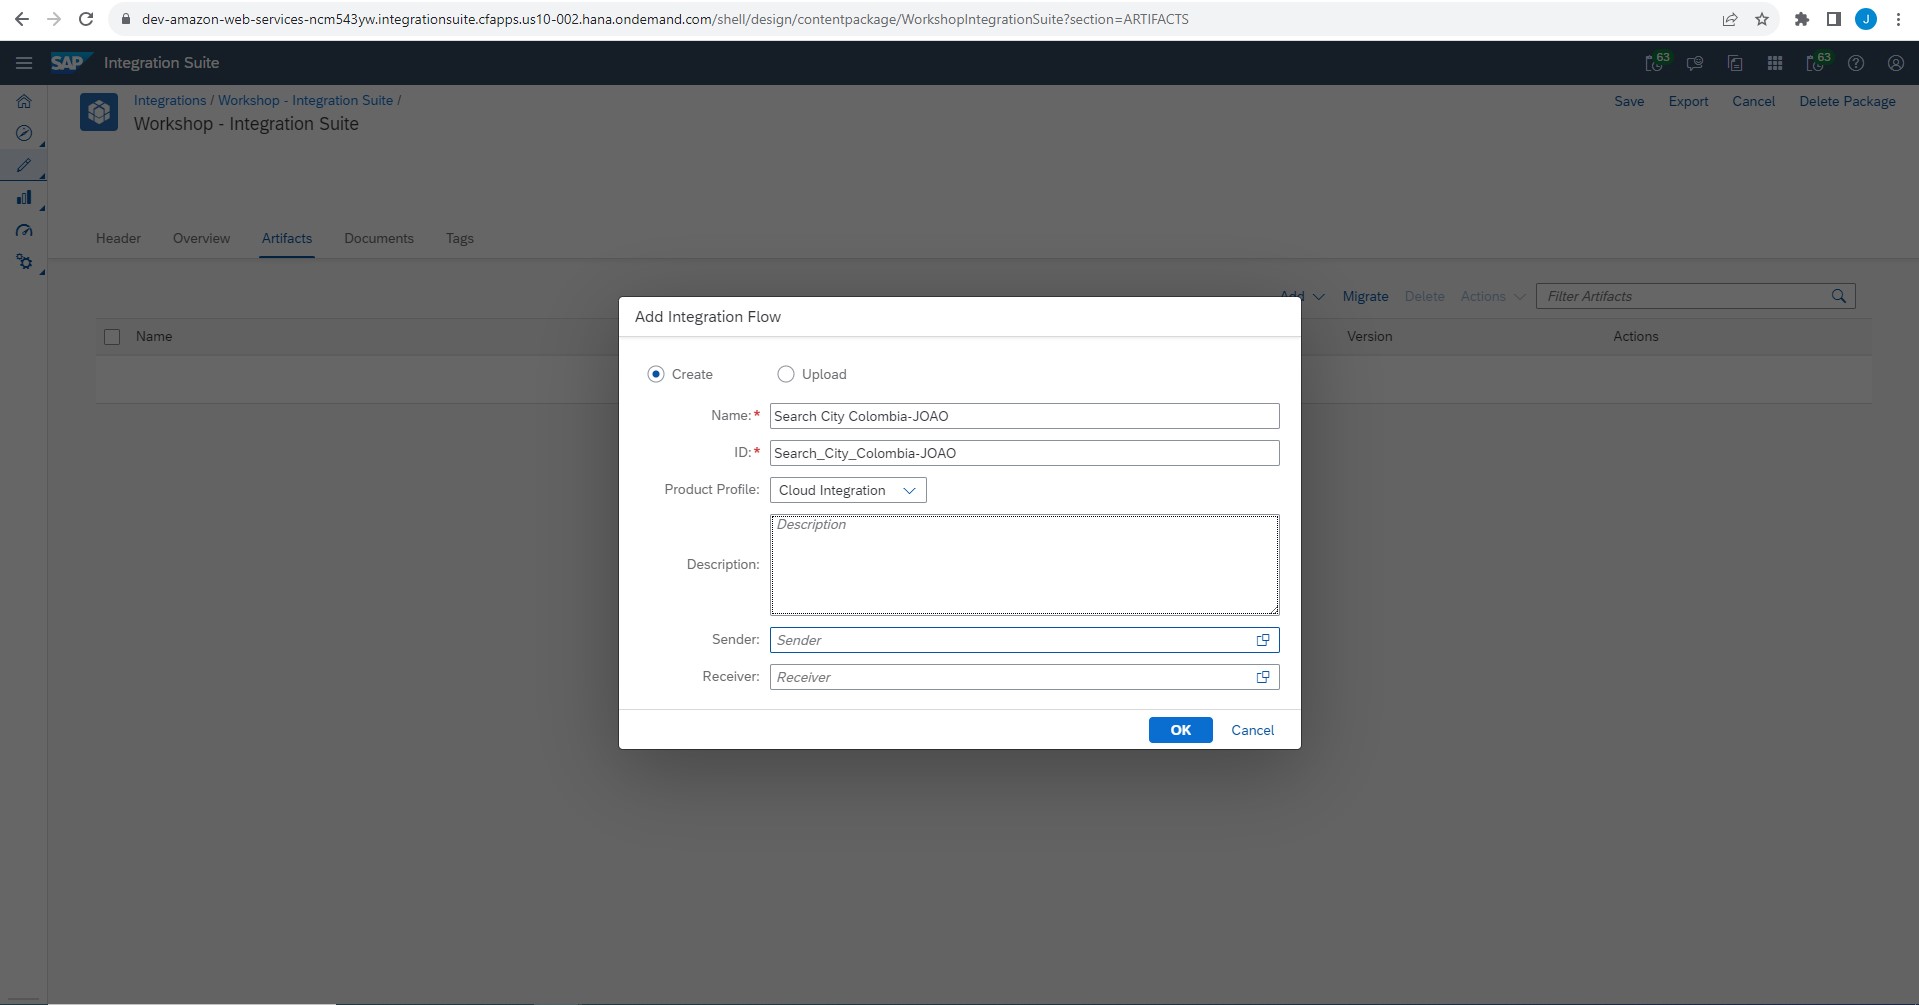 dev-amazon-web-services-ncm543yw.integrationsuite.cfapps.us10-002.hana.ondemand.com/shell/design/contentpackage/WorkshopIntegrationSuite?section=ARTIFACTS
J
SAP Integration Suite
63
63
Integrations / Workshop - Integration Suite /
Workshop - Integration Suite
Save Export Cancel Delete Package
Header Overview Artifacts Documents Tags
Add Migrate Delete Actions Filter Artifacts
Name Version Actions
Add Integration Flow
Create Upload
Name:* Search City Colombia-JOAO
ID:* Search_City_Colombia-JOAO
Product Profile: Cloud Integration
Description: Description
Sender: Sender
Receiver: Receiver
OK Cancel